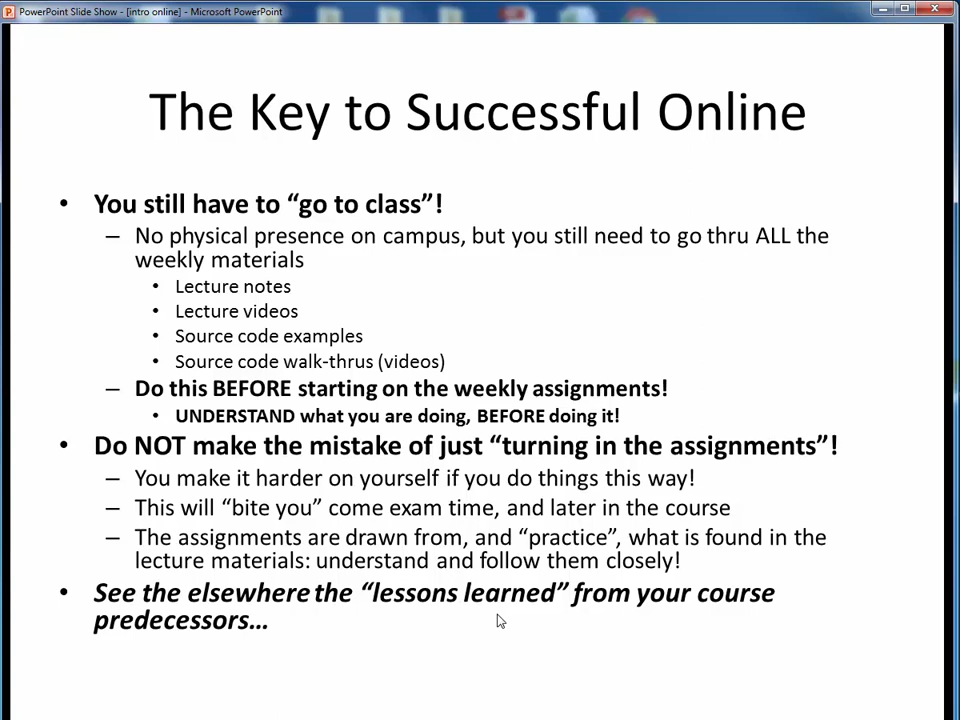 PowerPoint Slide Show - [intro online] - Microsoft PowerPoint
The Key to Successful Online
• You still have to “go to class”!
– No physical presence on campus, but you still need to go thru ALL the
weekly materials
• Lecture notes
• Lecture videos
• Source code examples
• Source code walk-thrus (videos)
– Do this BEFORE starting on the weekly assignments!
• UNDERSTAND what you are doing, BEFORE doing it!
• Do NOT make the mistake of just “turning in the assignments”!
– You make it harder on yourself if you do things this way!
– This will “bite you” come exam time, and later in the course
– The assignments are drawn from, and “practice”, what is found in the
lecture materials: understand and follow them closely!
• See the elsewhere the “lessons learned” from your course
predecessors…